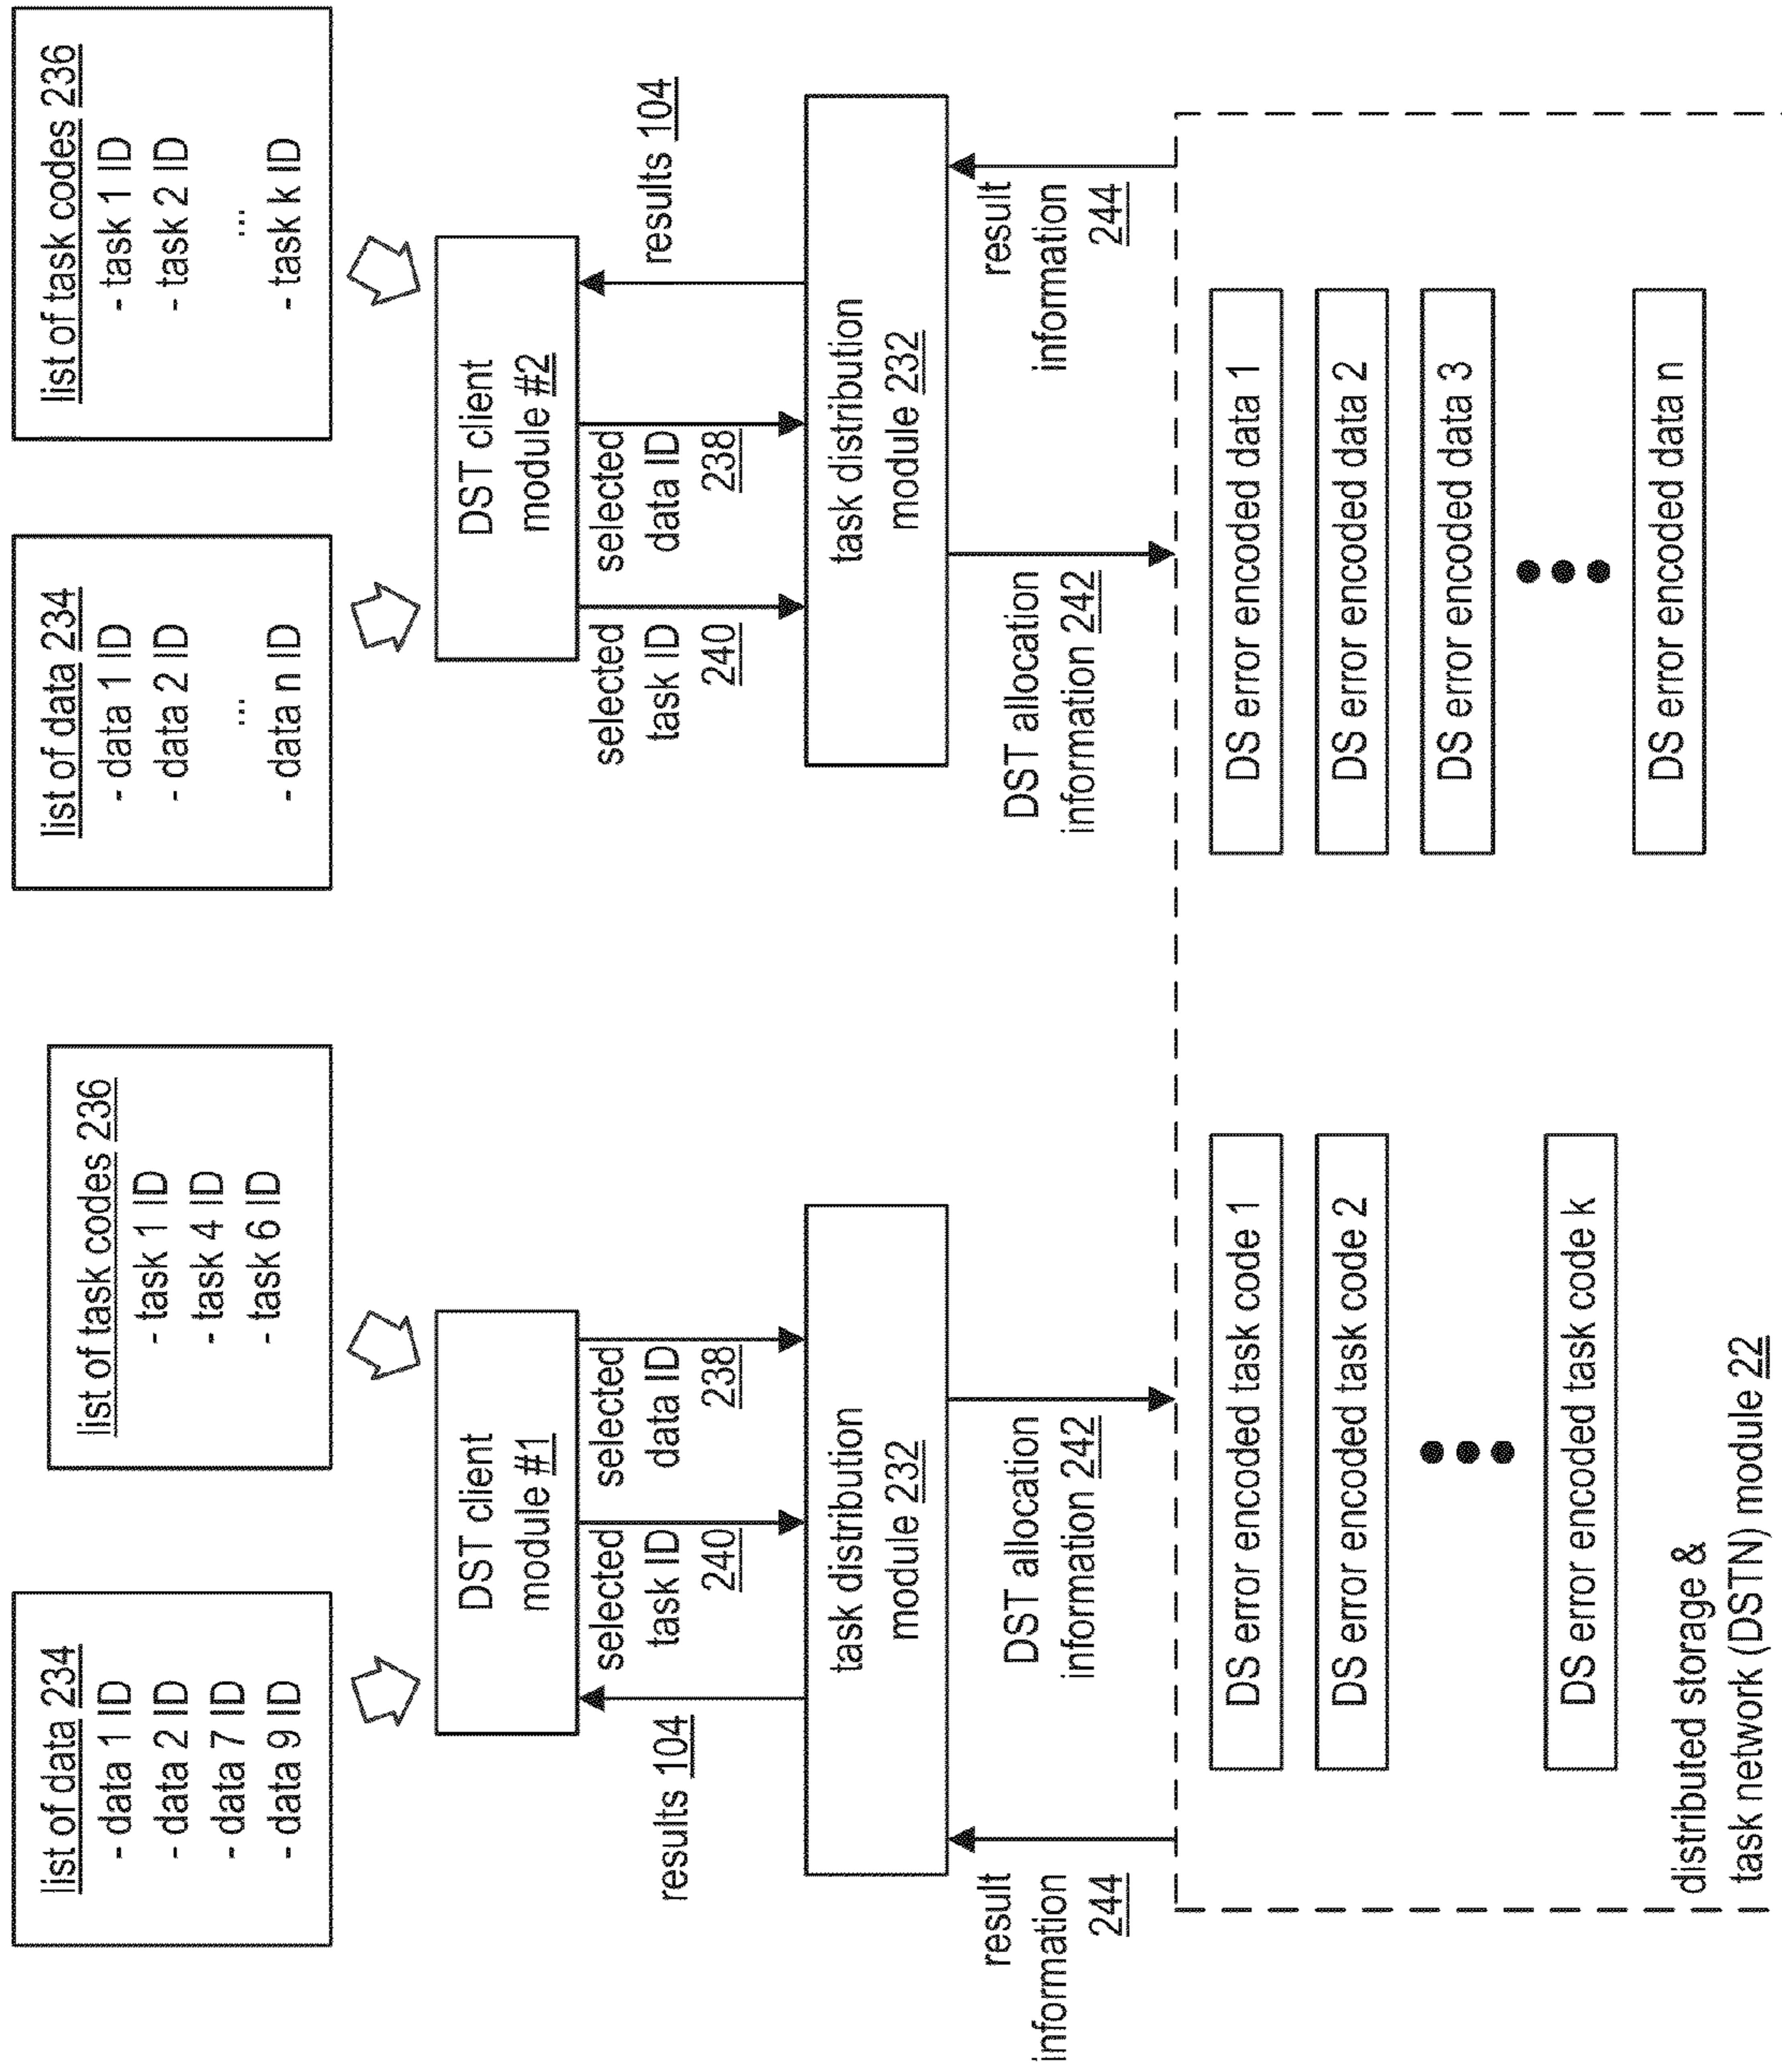 list of data 234
- data 1 ID
- data 2 ID
- data 7 ID
- data 9 ID
list of task codes 236
- task 1 ID
- task 4 ID
- task 6 ID
list of data 234
- data 1 ID
- data 2 ID
...
- data n ID
list of task codes 236
- task 1 ID
- task 2 ID
...
- task k ID
DST client
module #1
DST client
module #2
results 104
selected
task ID
240
selected
data ID
238
selected
task ID
240
selected
data ID
238
results 104
task distribution
module 232
task distribution
module 232
result
information
244
DST allocation
information 242
DST allocation
information 242
result
information
244
DS error encoded task code 1
DS error encoded task code 2
DS error encoded task code k
DS error encoded data 1
DS error encoded data 2
DS error encoded data 3
DS error encoded data n
distributed storage &
task network (DSTN) module 22